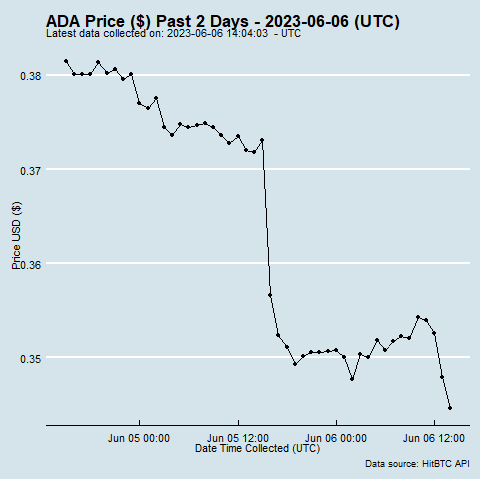 ADA Price ($) Past 2 Days - 2023-06-06 (UTC)
Latest data collected on: 2023-06-06 14:04:03 - UTC
0.38
0.37
0.36
0.35
Price USD ($)
Jun 05 00:00
Jun 05 12:00
Jun 06 00:00
Jun 06 12:00
Date Time Collected (UTC)
Data source: HitBTC API